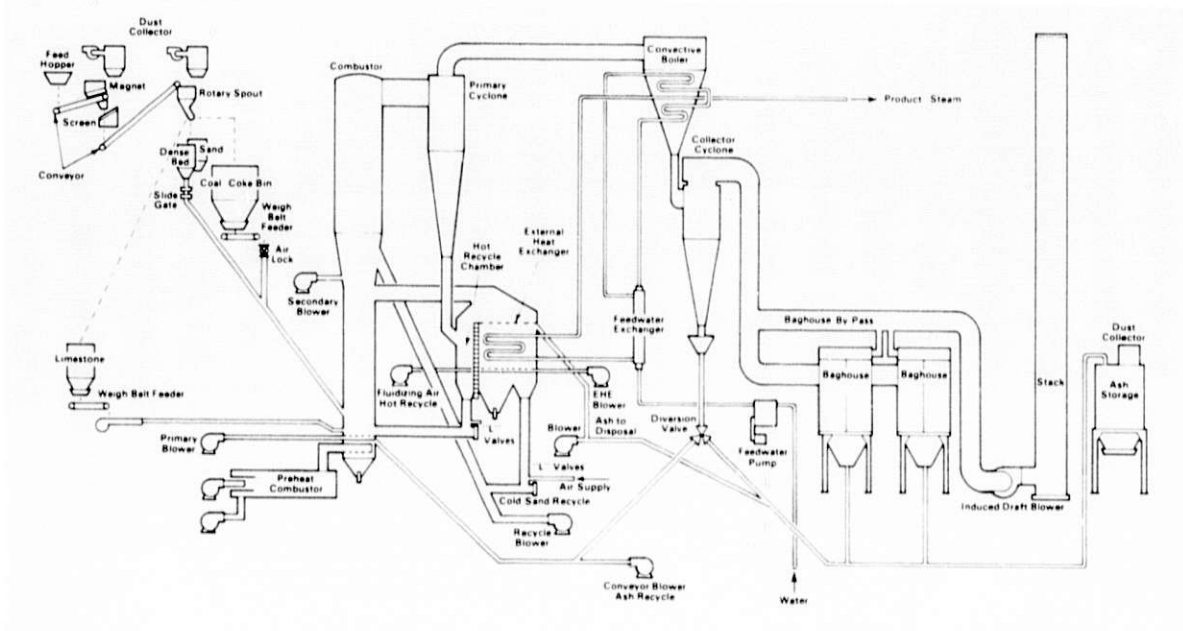 Dust
Collector
Feed
Hopper
Magnet
Screen
Rotary Spout
Conveyor
Dense
Bed
Sand
Slide
Gate
Coal
Coke Bin
Weigh
Belt
Feeder
Air
Lock
Limestone
Weigh Belt Feeder
Combustor
Primary
Cyclone
Convective
Boiler
Product Steam
Collector
Cyclone
Hot
Recycle
Chamber
External
Heat
Exchanger
Secondary
Blower
Feedwater
Exchanger
Baghouse By Pass
Baghouse
Baghouse
Stack
Dust
Collector
Ash
Storage
Fluidizing Air
Hot Recycle
EHE
Blower
Ash to
Disposal
Diversion
Valve
Feedwater
Pump
Primary
Blower
L
Valves
Blower
L Valves
Air Supply
Preheat
Combustor
Cold Sand Recycle
Recycle
Blower
Induced Draft Blower
Conveyor Blower
Ash Recycle
Water